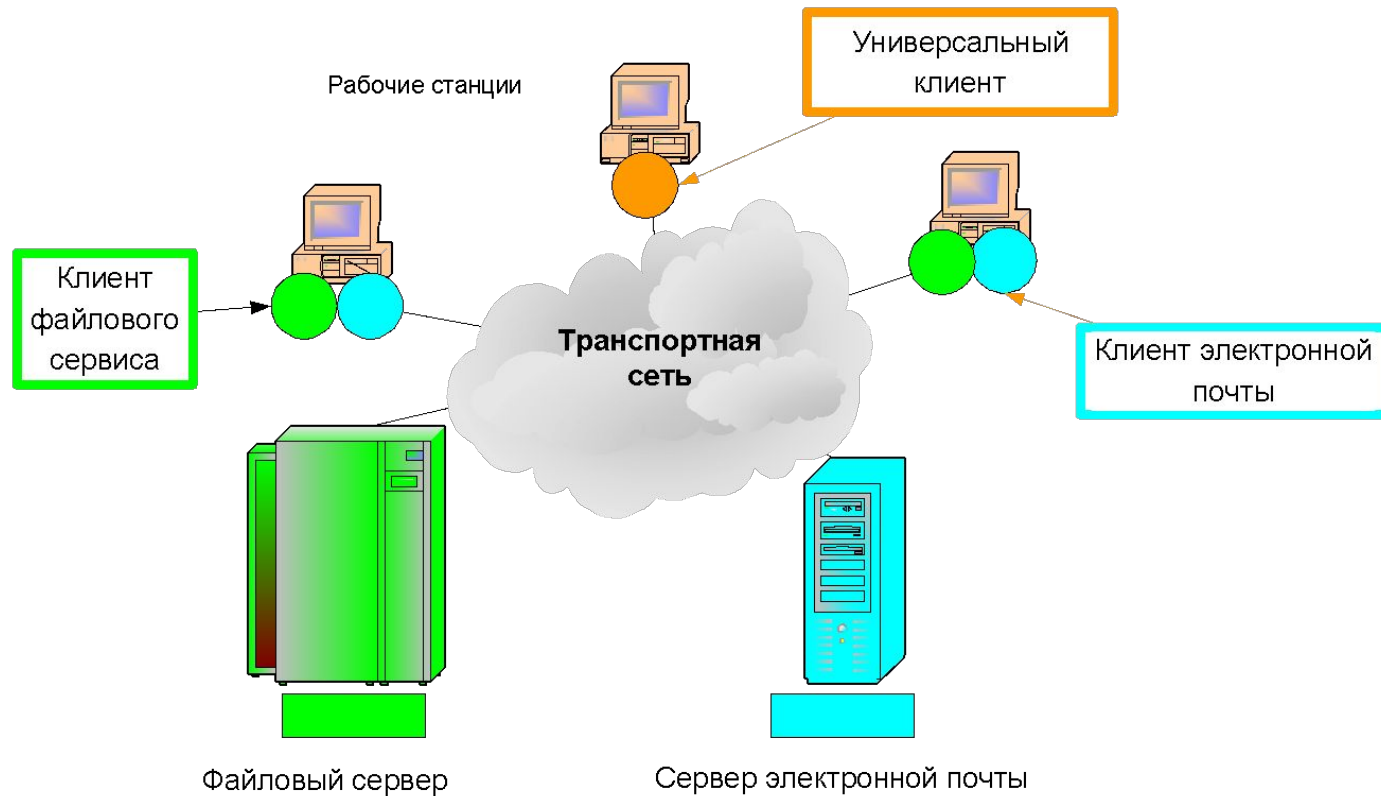 Универсальный
клиент
Рабочие станции
Клиент
файлового
сервиса
Транспортная
сеть
Клиент электронной
почты
Файловый сервер
Сервер электронной почты